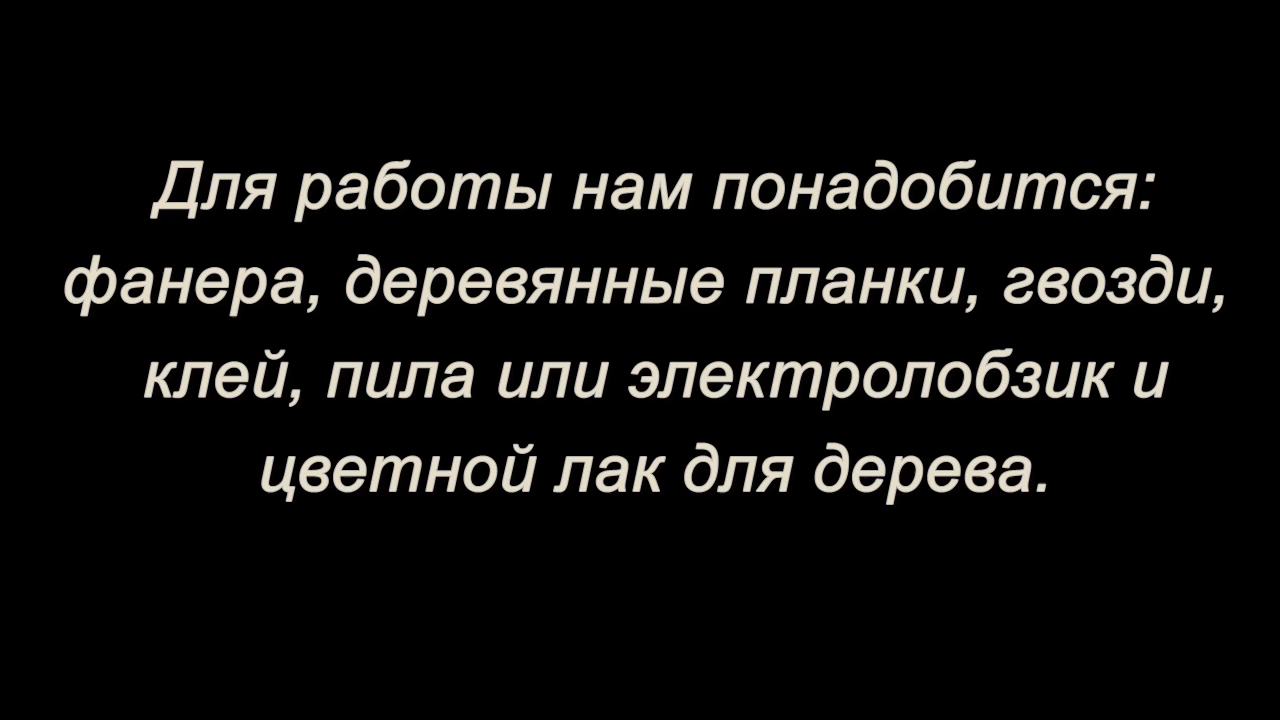 Для работы нам понадобится:
фанера, деревянные планки, гвозди,
клей, пила или электролобзик и
цветной лак для дерева.